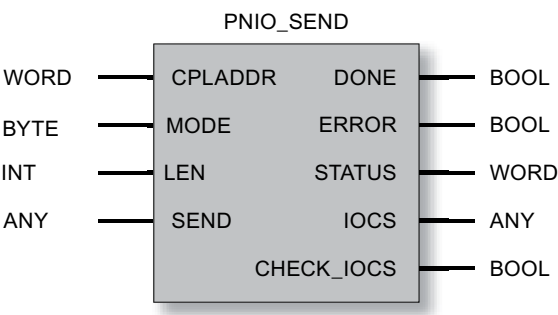 PNIO_SEND
WORD CPLADDR DONE BOOL
BYTE MODE ERROR BOOL
INT LEN STATUS WORD
ANY SEND IOCS ANY
CHECK_IOCS BOOL